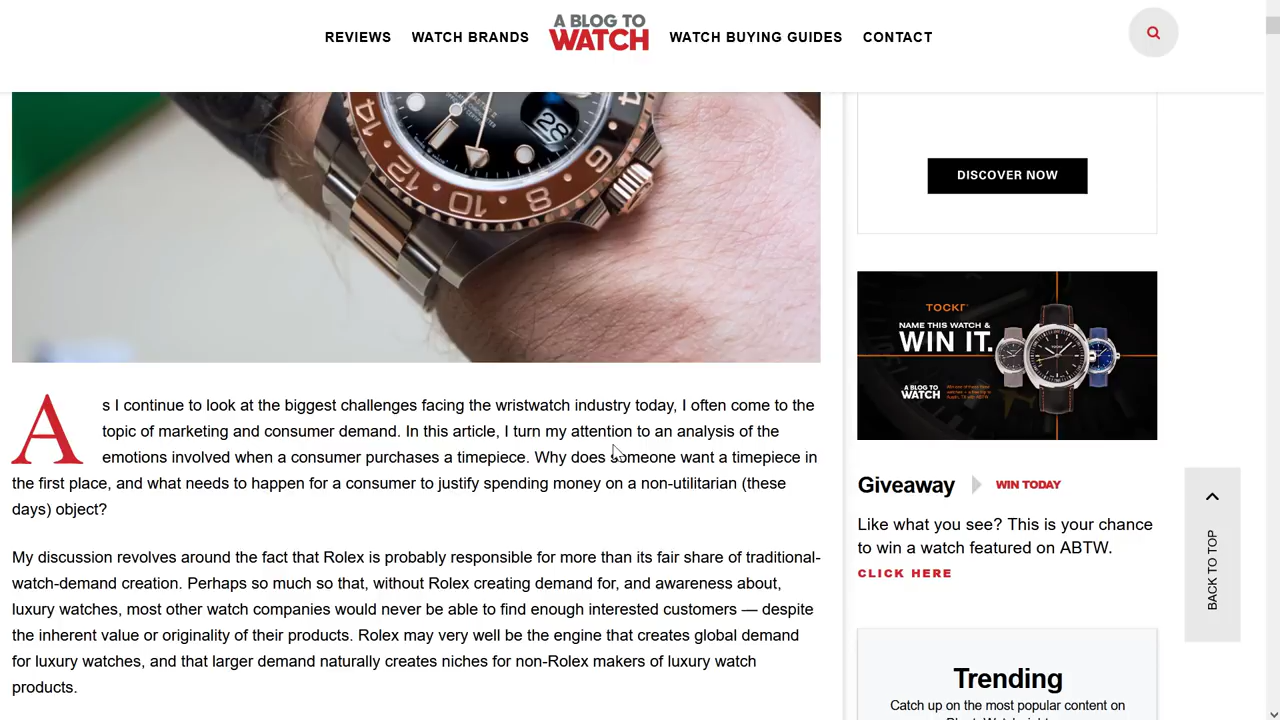 REVIEWS
WATCH BRANDS
A BLOG TO
WATCH
WATCH BUYING GUIDES
CONTACT
14
12
10
8
6
4
28
DISCOVER NOW
TOCKR
NAME THIS WATCH &
WIN IT.
A BLOG TO
WATCH
As I continue to look at the biggest challenges facing the wristwatch industry today, I often come to the
topic of marketing and consumer demand. In this article, I turn my attention to an analysis of the
emotions involved when a consumer purchases a timepiece. Why does someone want a timepiece in
the first place, and what needs to happen for a consumer to justify spending money on a non-utilitarian (these
days) object?
My discussion revolves around the fact that Rolex is probably responsible for more than its fair share of traditional-
watch-demand creation. Perhaps so much so that, without Rolex creating demand for, and awareness about,
luxury watches, most other watch companies would never be able to find enough interested customers — despite
the inherent value or originality of their products. Rolex may very well be the engine that creates global demand
for luxury watches, and that larger demand naturally creates niches for non-Rolex makers of luxury watch
products.
Giveaway
WIN TODAY
Like what you see? This is your chance
to win a watch featured on ABTW.
CLICK HERE
BACK TO TOP
Trending
Catch up on the most popular content on